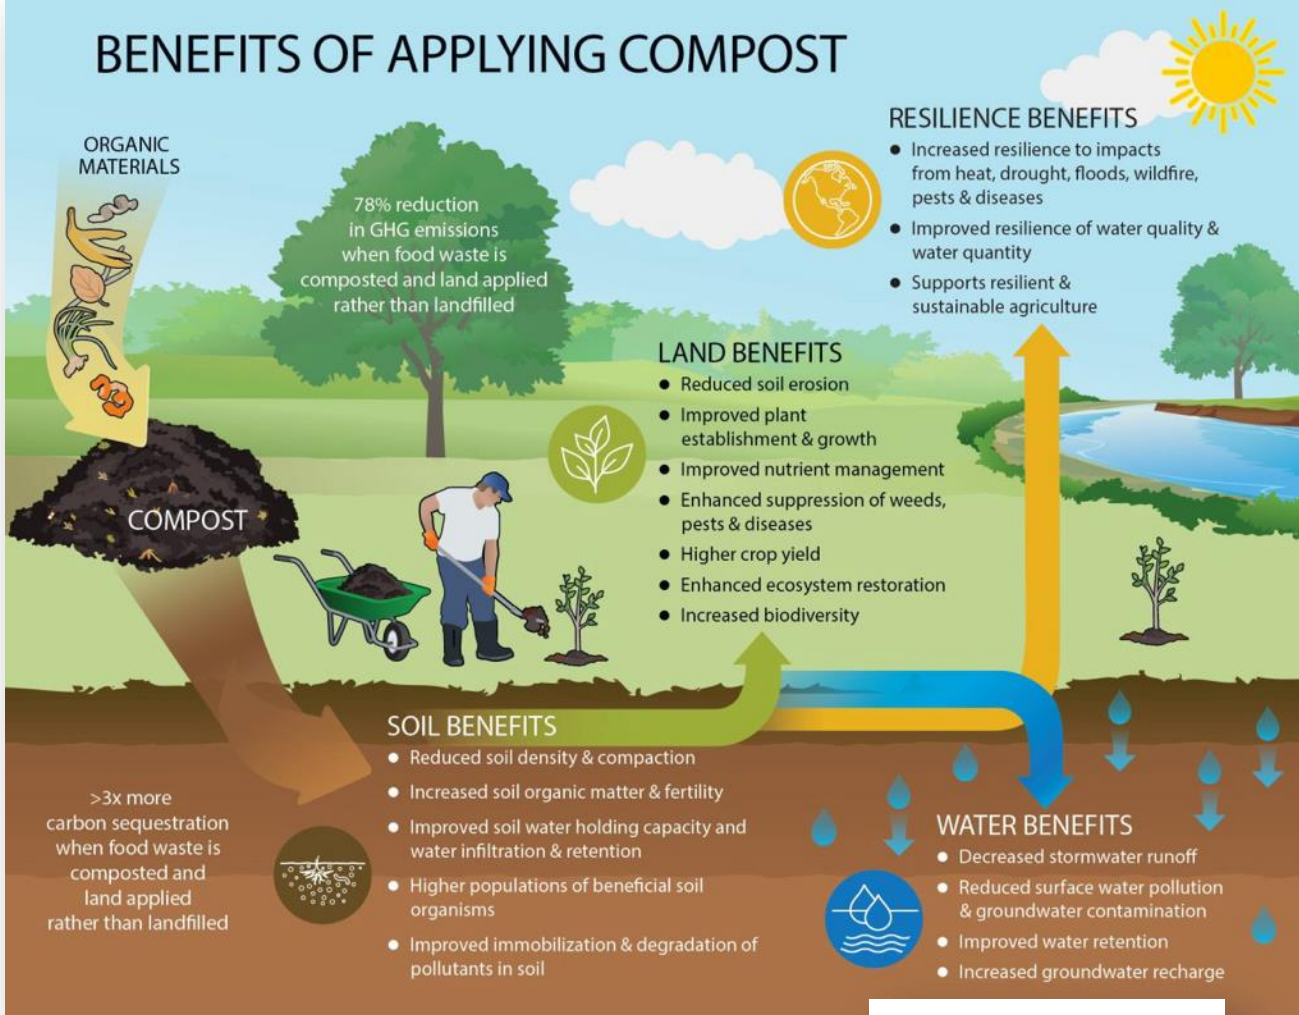 BENEFITS OF APPLYING COMPOST
ORGANIC
MATERIALS
78% reduction
in GHG emissions
when food waste is
composted and land applied
rather than landfilled
RESILIENCE BENEFITS
● Increased resilience to impacts
from heat, drought, floods, wildfire,
pests & diseases
● Improved resilience of water quality &
water quantity
● Supports resilient &
sustainable agriculture
LAND BENEFITS
● Reduced soil erosion
● Improved plant
establishment & growth
● Improved nutrient management
● Enhanced suppression of weeds,
pests & diseases
● Higher crop yield
● Enhanced ecosystem restoration
● Increased biodiversity
COMPOST
SOIL BENEFITS
● Reduced soil density & compaction
● Increased soil organic matter & fertility
● Improved soil water holding capacity and
water infiltration & retention
● Higher populations of beneficial soil
organisms
● Improved immobilization & degradation of
pollutants in soil
>3x more
carbon sequestration
when food waste is
composted and
land applied
rather than landfilled
WATER BENEFITS
● Decreased stormwater runoff
● Reduced surface water pollution
& groundwater contamination
● Improved water retention
● Increased groundwater recharge